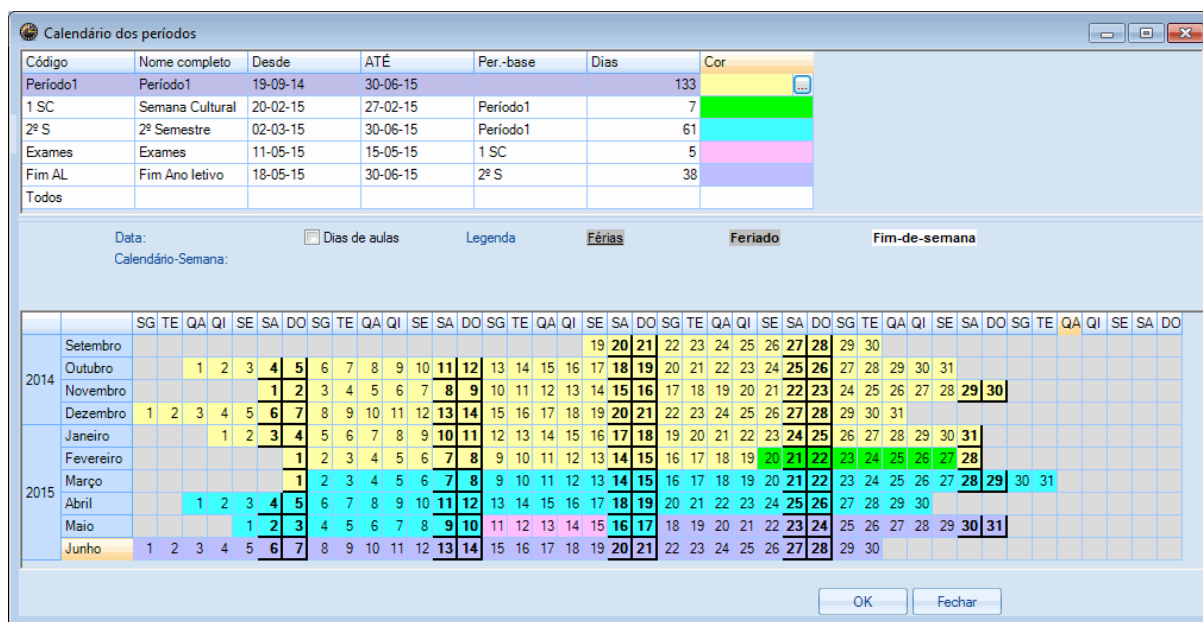 Calendário dos períodos
Código Nome completo Desde ATÉ Per.-base Dias Cor
Período1 Período1 19-09-14 30-06-15 133 ...
1 SC Semana Cultural 20-02-15 27-02-15 Período1 7
2º S 2º Semestre 02-03-15 30-06-15 Período1 61
Exames Exames 11-05-15 15-05-15 1 SC 5
Fim AL Fim Ano letivo 18-05-15 30-06-15 2º S 38
Todos
Data: Dias de aulas Legenda Férias Feriado Fim-de-semana
Calendário-Semana:
SG TE QA QI SE SA DO SG TE QA QI SE SA DO SG TE QA QI SE SA DO SG TE QA QI SE SA DO SG TE QA QI SE SA DO SG TE QA QI SE SA DO
2014
Setembro 19 20 21 22 23 24 25 26 27 28 29 30
Outubro 1 2 3 4 5 6 7 8 9 10 11 12 13 14 15 16 17 18 19 20 21 22 23 24 25 26 27 28 29 30 31
Novembro 1 2 3 4 5 6 7 8 9 10 11 12 13 14 15 16 17 18 19 20 21 22 23 24 25 26 27 28 29 30
Dezembro 1 2 3 4 5 6 7 8 9 10 11 12 13 14 15 16 17 18 19 20 21 22 23 24 25 26 27 28 29 30 31
2015
Janeiro 1 2 3 4 5 6 7 8 9 10 11 12 13 14 15 16 17 18 19 20 21 22 23 24 25 26 27 28 29 30 31
Fevereiro 1 2 3 4 5 6 7 8 9 10 11 12 13 14 15 16 17 18 19 20 21 22 23 24 25 26 27 28
Março 1 2 3 4 5 6 7 8 9 10 11 12 13 14 15 16 17 18 19 20 21 22 23 24 25 26 27 28 29 30 31
Abril 1 2 3 4 5 6 7 8 9 10 11 12 13 14 15 16 17 18 19 20 21 22 23 24 25 26 27 28 29 30
Maio 1 2 3 4 5 6 7 8 9 10 11 12 13 14 15 16 17 18 19 20 21 22 23 24 25 26 27 28 29 30 31
Junho 1 2 3 4 5 6 7 8 9 10 11 12 13 14 15 16 17 18 19 20 21 22 23 24 25 26 27 28 29 30
OK Fechar